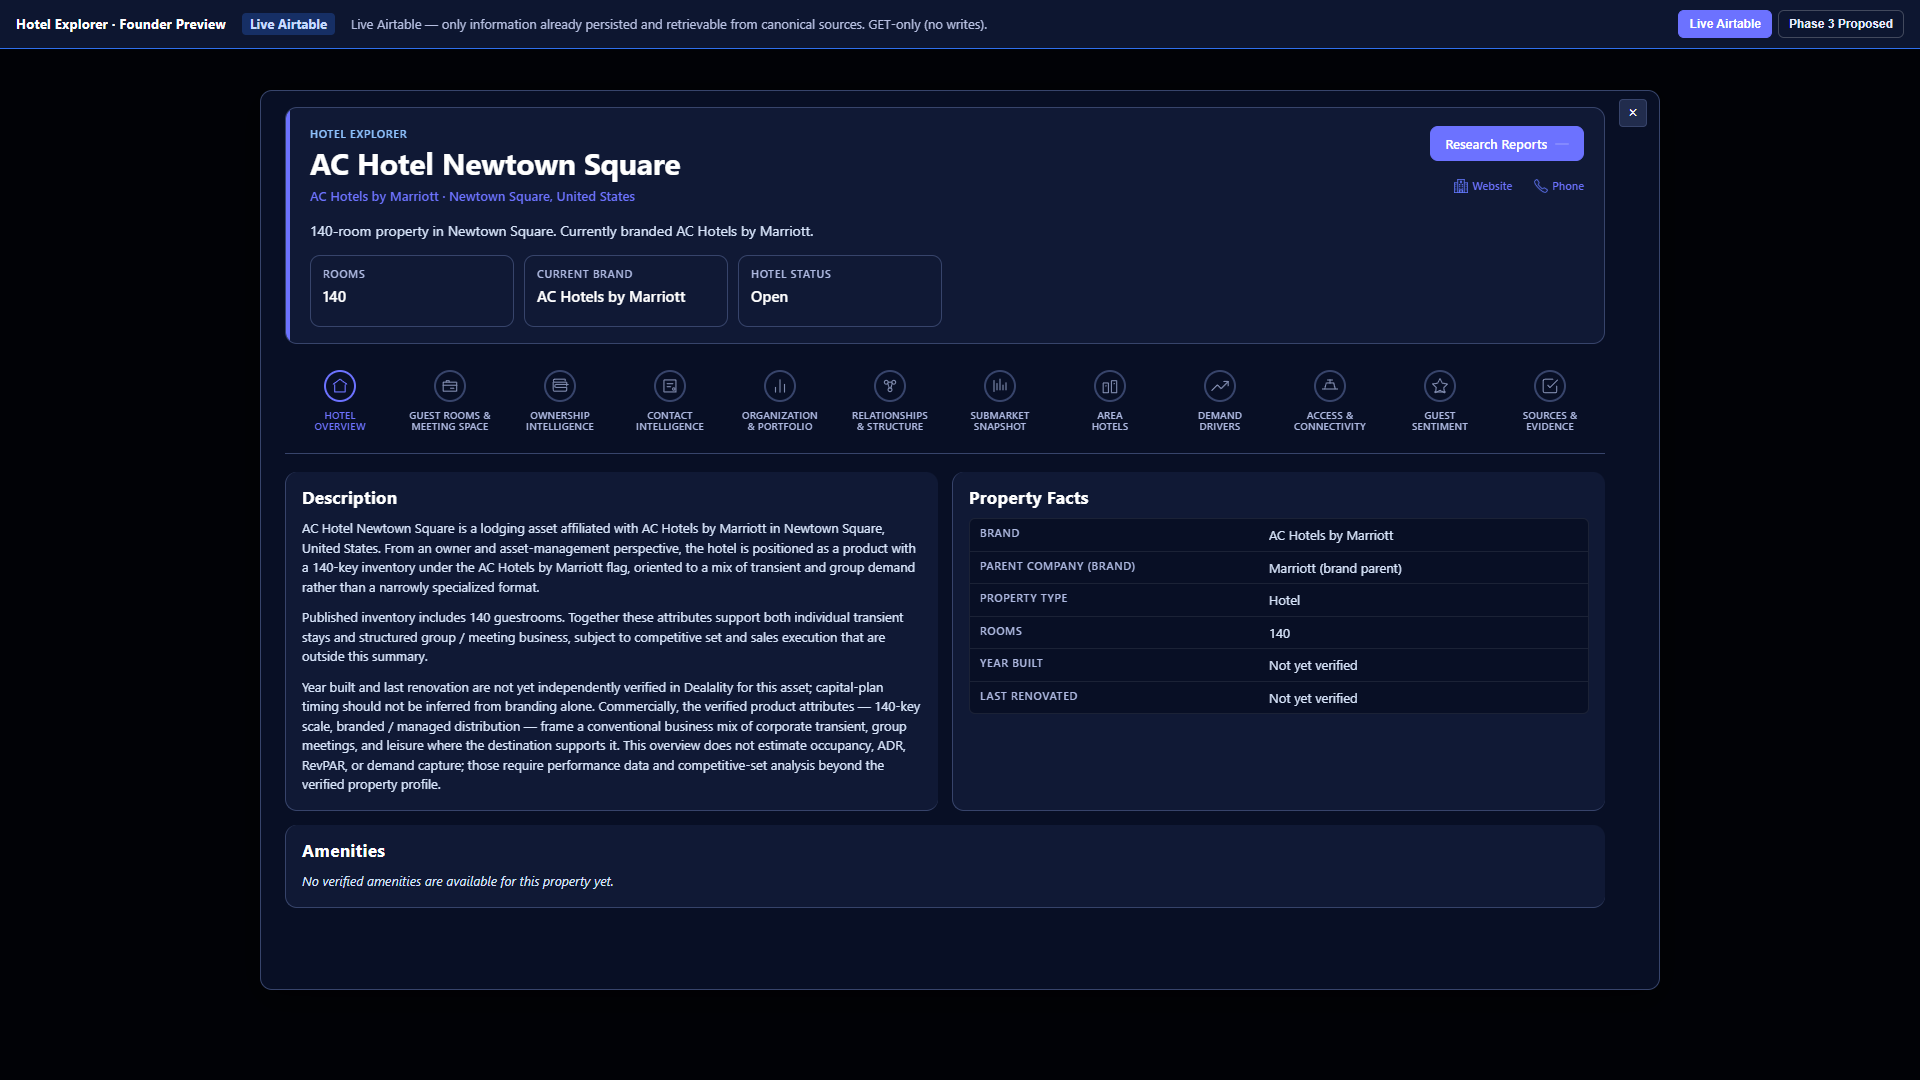 Hotel Explorer · Founder Preview
Live Airtable
Live Airtable — only information already persisted and retrievable from canonical sources. GET-only (no writes).
Live Airtable
Phase 3 Proposed
×
HOTEL EXPLORER
AC Hotel Newtown Square
AC Hotels by Marriott · Newtown Square, United States
Research Reports —
Website
Phone
140-room property in Newtown Square. Currently branded AC Hotels by Marriott.
ROOMS
140
CURRENT BRAND
AC Hotels by Marriott
HOTEL STATUS
Open
HOTEL
OVERVIEW
GUEST ROOMS &
MEETING SPACE
OWNERSHIP
INTELLIGENCE
CONTACT
INTELLIGENCE
ORGANIZATION
& PORTFOLIO
RELATIONSHIPS
& STRUCTURE
SUBMARKET
SNAPSHOT
AREA
HOTELS
DEMAND
DRIVERS
ACCESS &
CONNECTIVITY
GUEST
SENTIMENT
SOURCES &
EVIDENCE
Description
AC Hotel Newtown Square is a lodging asset affiliated with AC Hotels by Marriott in Newtown Square,
United States. From an owner and asset-management perspective, the hotel is positioned as a product with
a 140-key inventory under the AC Hotels by Marriott flag, oriented to a mix of transient and group demand
rather than a narrowly specialized format.
Published inventory includes 140 guestrooms. Together these attributes support both individual transient
stays and structured group / meeting business, subject to competitive set and sales execution that are
outside this summary.
Year built and last renovation are not yet independently verified in Dealality for this asset; capital-plan
timing should not be inferred from branding alone. Commercially, the verified product attributes — 140-key
scale, branded / managed distribution — frame a conventional business mix of corporate transient, group
meetings, and leisure where the destination supports it. This overview does not estimate occupancy, ADR,
RevPAR, or demand capture; those require performance data and competitive-set analysis beyond the
verified property profile.
Property Facts
BRAND
AC Hotels by Marriott
PARENT COMPANY (BRAND)
Marriott (brand parent)
PROPERTY TYPE
Hotel
ROOMS
140
YEAR BUILT
Not yet verified
LAST RENOVATED
Not yet verified
Amenities
No verified amenities are available for this property yet.